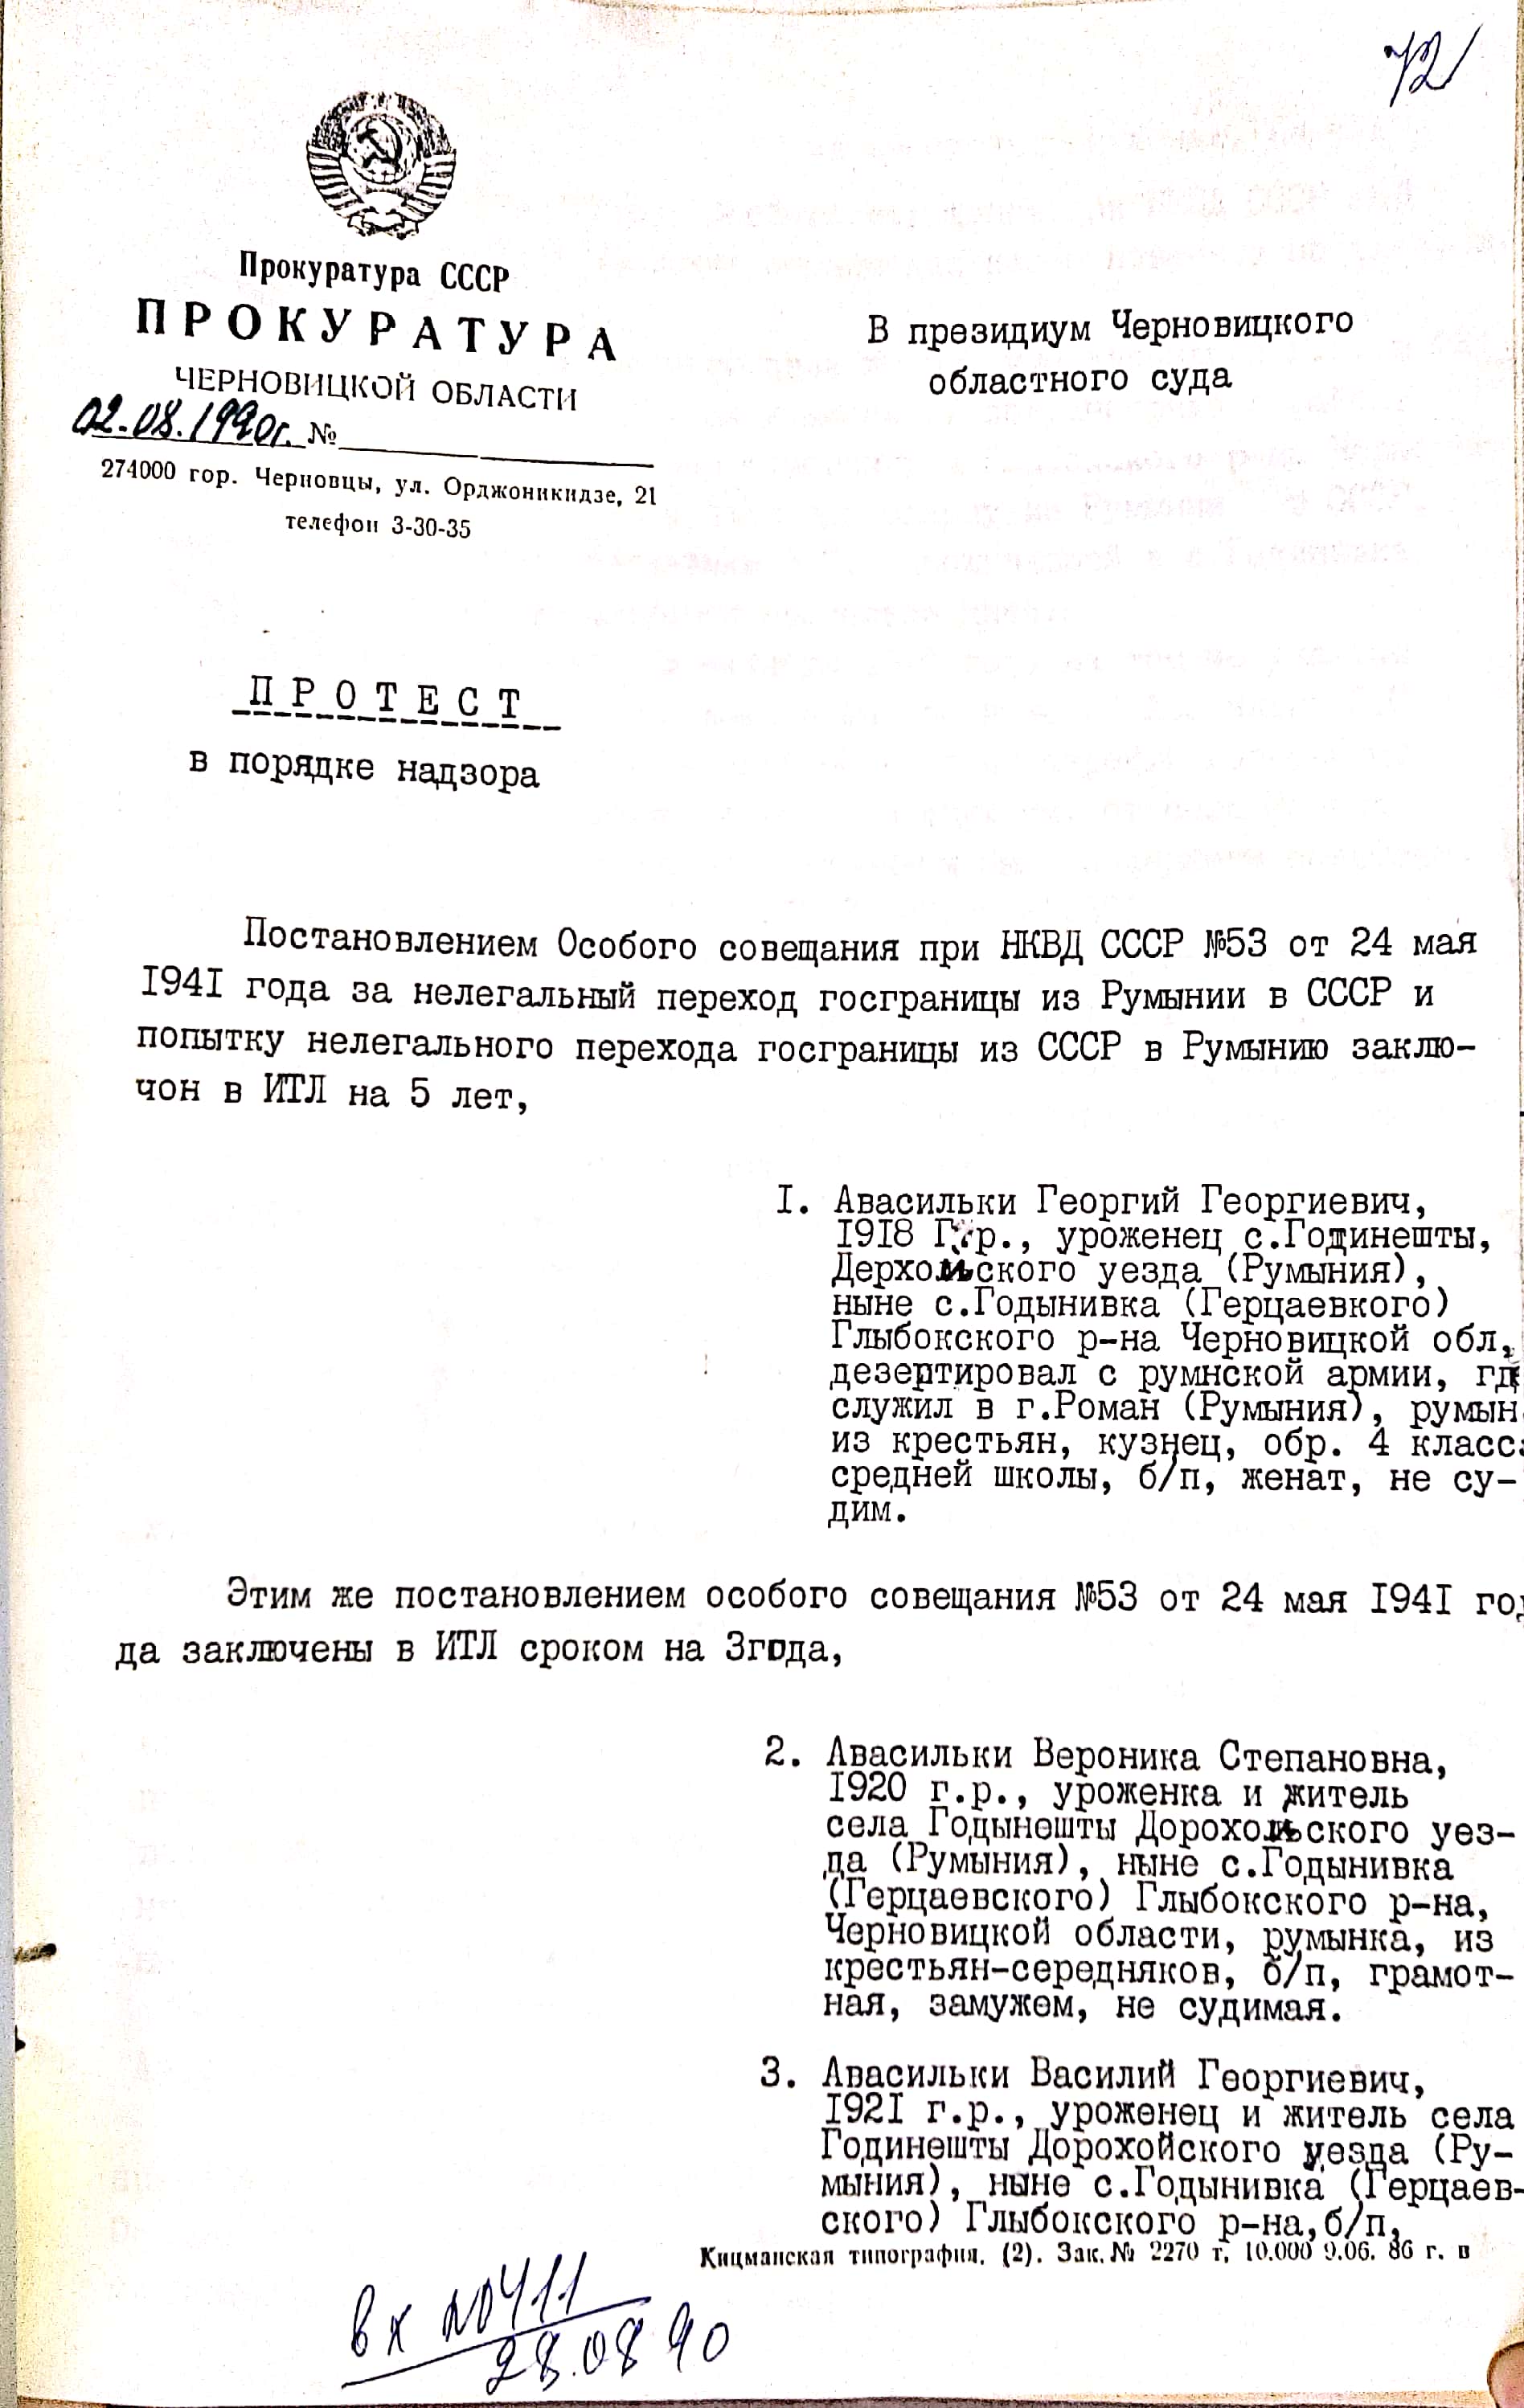 72
Прокуратура СССР
ПРОКУРАТУРА
ЧЕРНОВИЦКОЙ ОБЛАСТИ
02.08.1990г. №
274000 гор. Черновцы, ул. Орджоникидзе, 21
телефон 3-30-35
В президиум Черновицкого
областного суда
ПРОТЕСТ
в порядке надзора
Постановлением Особого совещания при НКВД СССР №53 от 24 мая
1941 года за нелегальный переход госграницы из Румынии в СССР и
попытку нелегального перехода госграницы из СССР в Румынию заклю-
чон в ИТЛ на 5 лет,
1. Авасильки Георгий Георгиевич,
1918 Г.р., уроженец с.Годинешты,
Дерхойского уезда (Румыния),
ныне с.Годынивка (Герцаевкого)
Глыбокского р-на Черновицкой обл,
дезертировал с румнской армии, гд
служил в г.Роман (Румыния), румын
из крестьян, кузнец, обр. 4 класс
средней школы, б/п, женат, не су-
дим.
Этим же постановлением особого совещания №53 от 24 мая 1941 го
да заключены в ИТЛ сроком на 3года,
2. Авасильки Вероника Степановна,
1920 г.р., уроженка и житель
села Годынешты Дорохойского уез-
да (Румыния), ныне с.Годынивка
(Герцаевского) Глыбокского р-на,
Черновицкой области, румынка, из
крестьян-середняков, б/п, грамот-
ная, замужем, не судимая.
3. Авасильки Василий Георгиевич,
1921 г.р., уроженец и житель села
Годинешты Дорохойского уезда (Ру-
мыния), ныне с.Годынивка (Герцаев-
ского) Глыбокского р-на,б/п,
Кицманская типография. (2). Зак. № 2270 т. 10.000 9.06. 86 г. в
вх №411
28.08 90